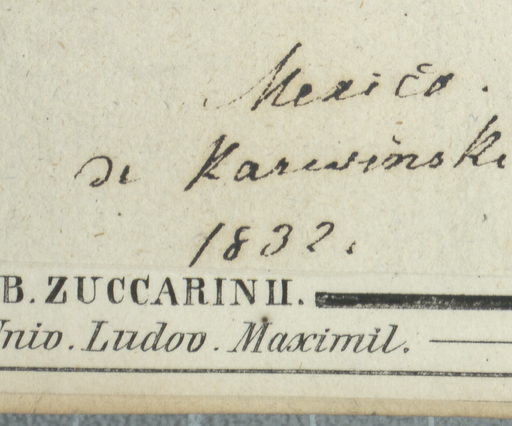 Mexico.
de Karwinski
1832.
B. ZUCCARINII.
Univ. Ludov. Maximil.